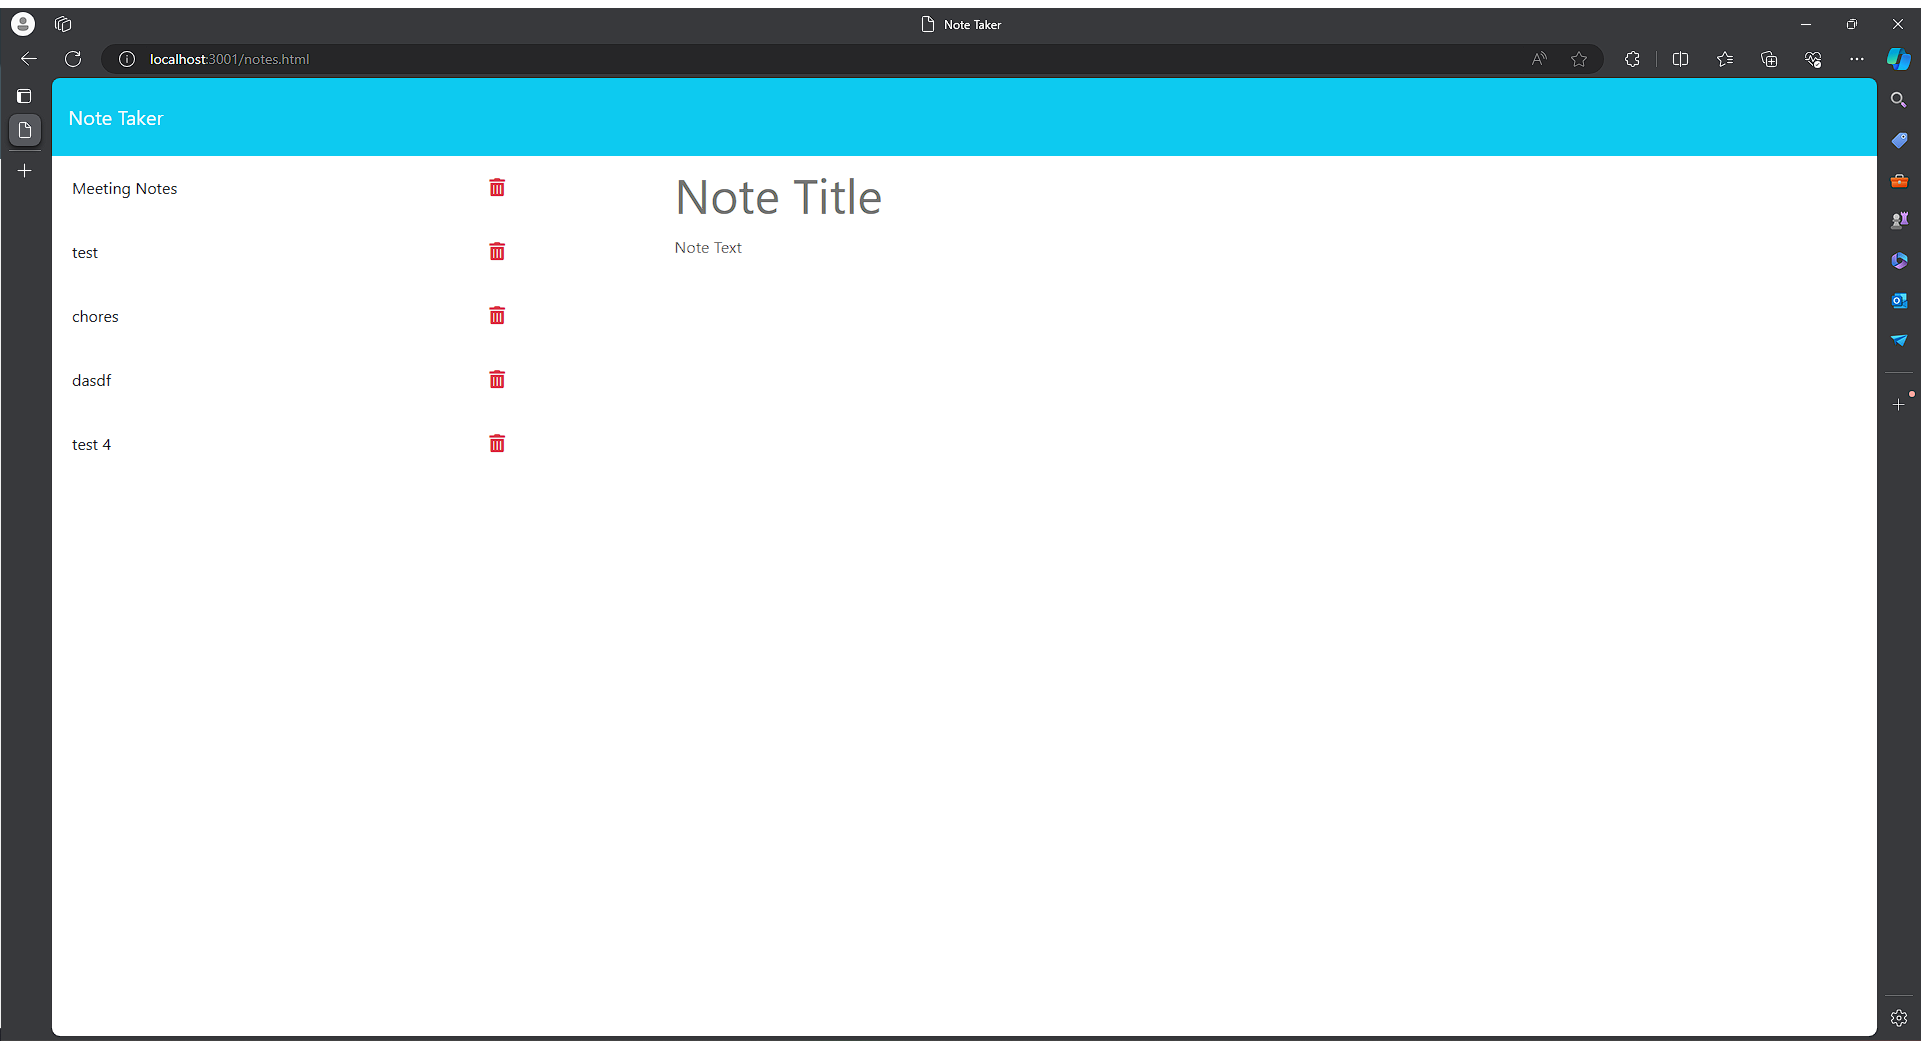 Note Taker
localhost:3001/notes.html
Note Taker
Meeting Notes
test
chores
dasdf
test 4
Note Title
Note Text